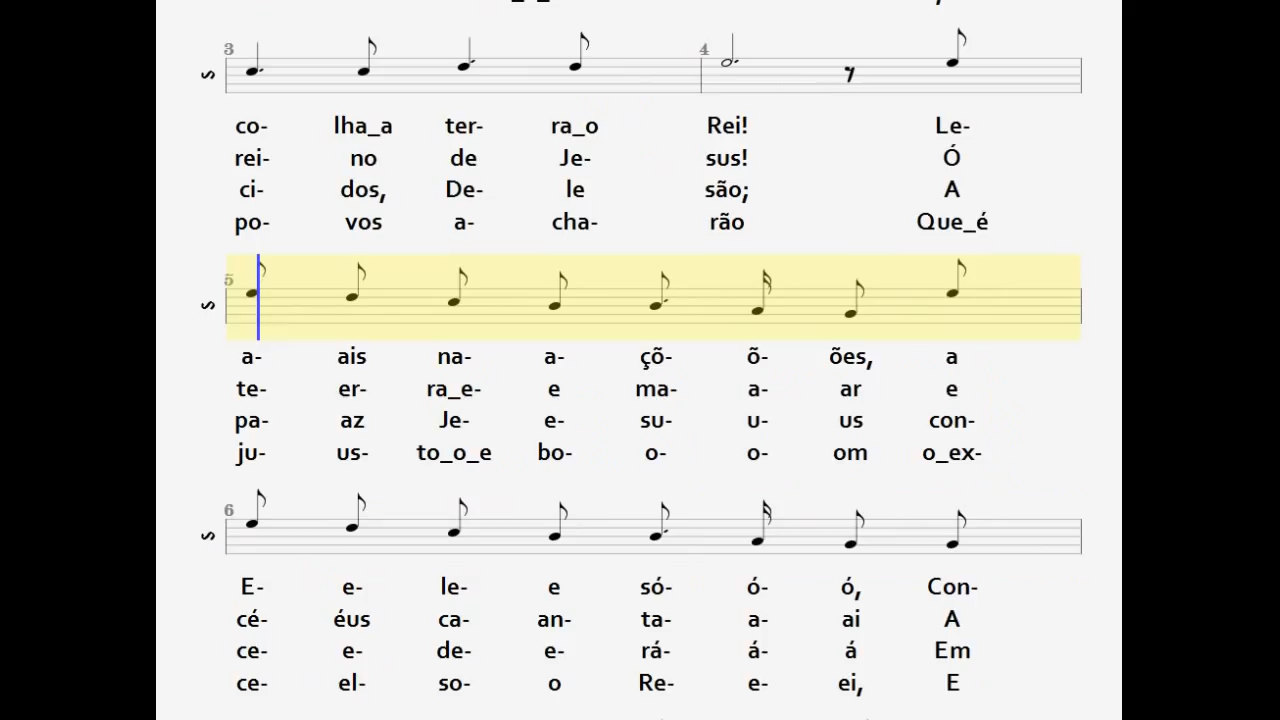 3 4
S
co- lha_a ter- ra_o Rei! Le-
rei- no de Je- sus! Ó
ci- dos, De- le são; A
po- vos a- cha- rão Que_é
5
S
a- ais na- a- çõ- õ- ões, a
te- er- ra_e- e ma- a- ar e
pa- az Je- e- su- u- us con-
ju- us- to_o_e bo- o- o- om o_ex-
6
S
E- e- le- e só- ó- ó, Con-
cé- éus ca- an- ta- a- ai A
ce- e- de- e- rá- á- á Em
ce- el- so- o Re- e- ei, E